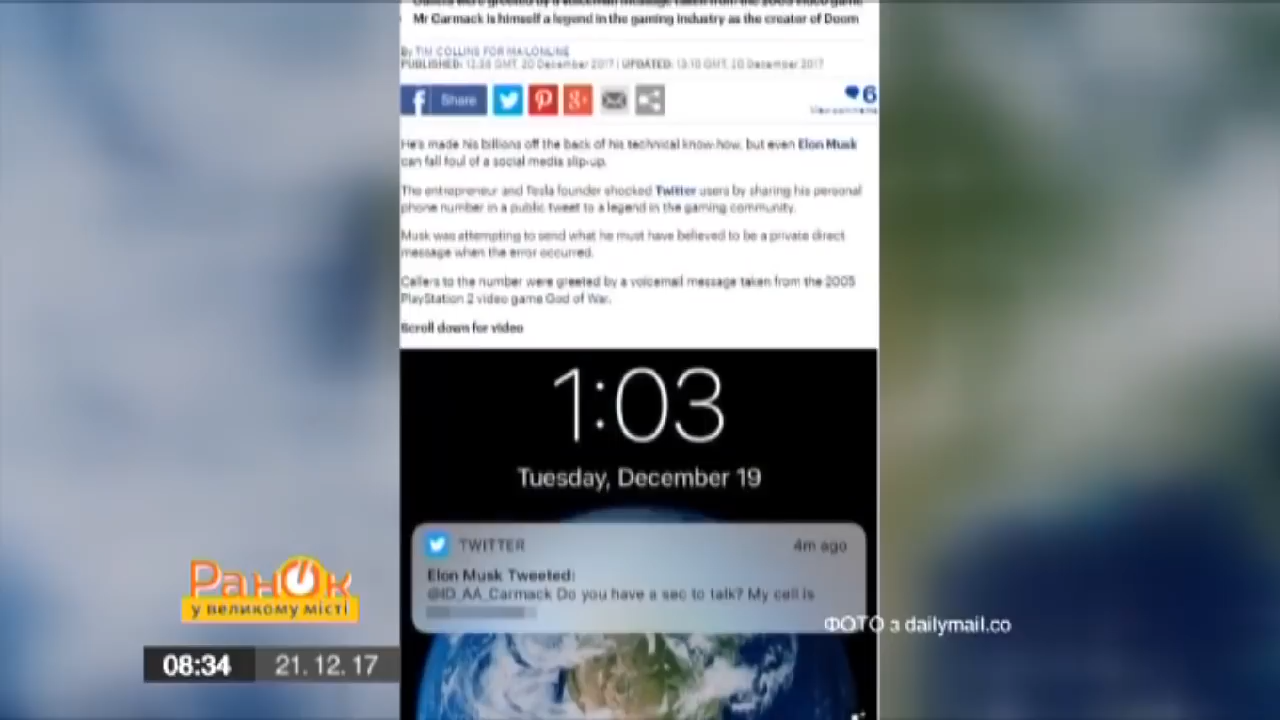 Mr Carmack is himself a legend in the gaming industry as the creator of Doom
By TIM COLLINS FOR MAILONLINE
PUBLISHED: 12:38 GMT, 20 December 2017 | UPDATED: 13:10 GMT, 20 December 2017
Share
6
View comments
He's made his billions off the back of his technical know-how, but even Elon Musk
can fall foul of a social media slip-up.
The entrepreneur and Tesla founder shocked Twitter users by sharing his personal
phone number in a public tweet to a legend in the gaming community.
Musk was attempting to send what he must have believed to be a private direct
message when the error occurred.
Callers to the number were greeted by a voicemail message taken from the 2005
PlayStation 2 video game God of War.
Scroll down for video
1:03
Tuesday, December 19
TWITTER
4m ago
Elon Musk Tweeted:
@ID_AA_Carmack Do you have a sec to talk? My cell is
Ранок
у великому місті
ФОТО з dailymail.co
08:34
21. 12. 17